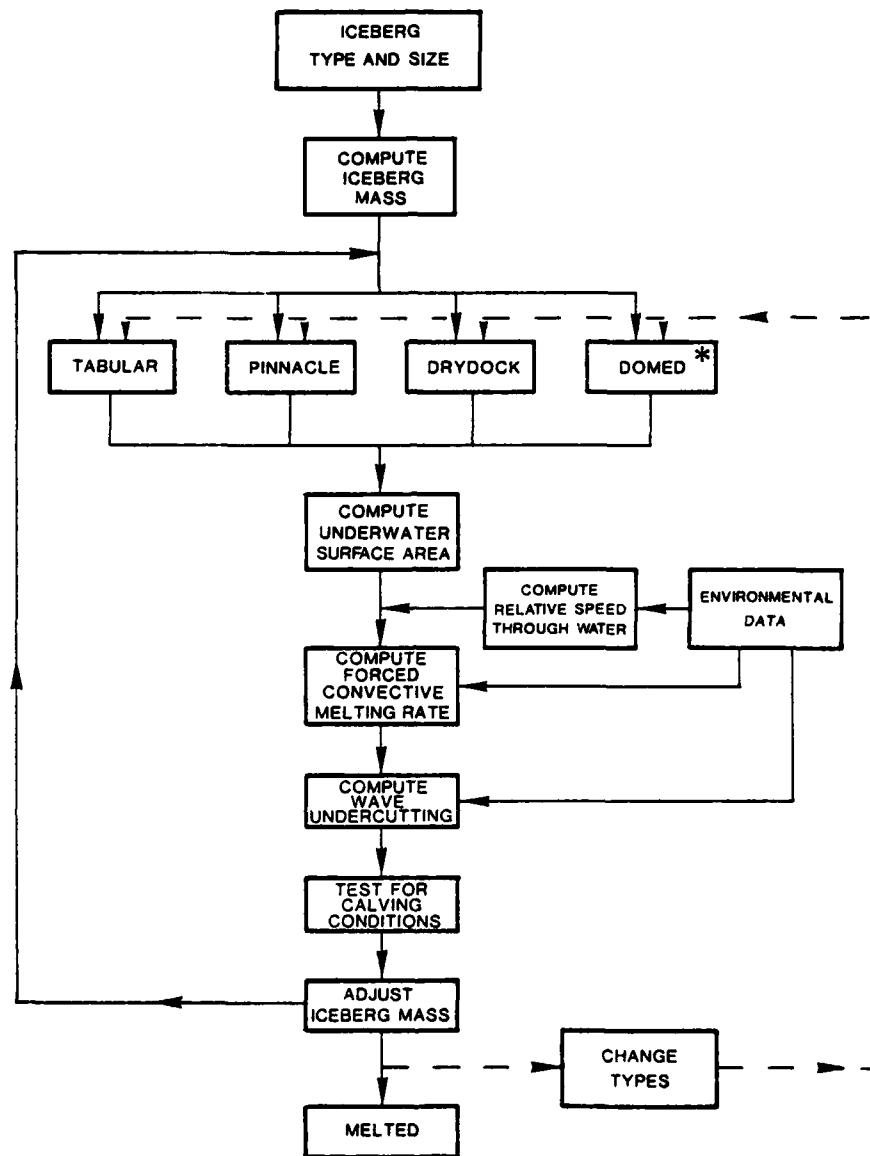 ICEBERG
TYPE AND SIZE
COMPUTE
ICEBERG
MASS
TABULAR
PINNACLE
DRYDOCK
DOMED *
COMPUTE
UNDERWATER
SURFACE AREA
COMPUTE
RELATIVE SPEED
THROUGH WATER
ENVIRONMENTAL
DATA
COMPUTE
FORCED
CONVECTIVE
MELTING RATE
COMPUTE
WAVE
UNDERCUTTING
TEST FOR
CALVING
CONDITIONS
ADJUST
ICEBERG MASS
CHANGE
TYPES
MELTED